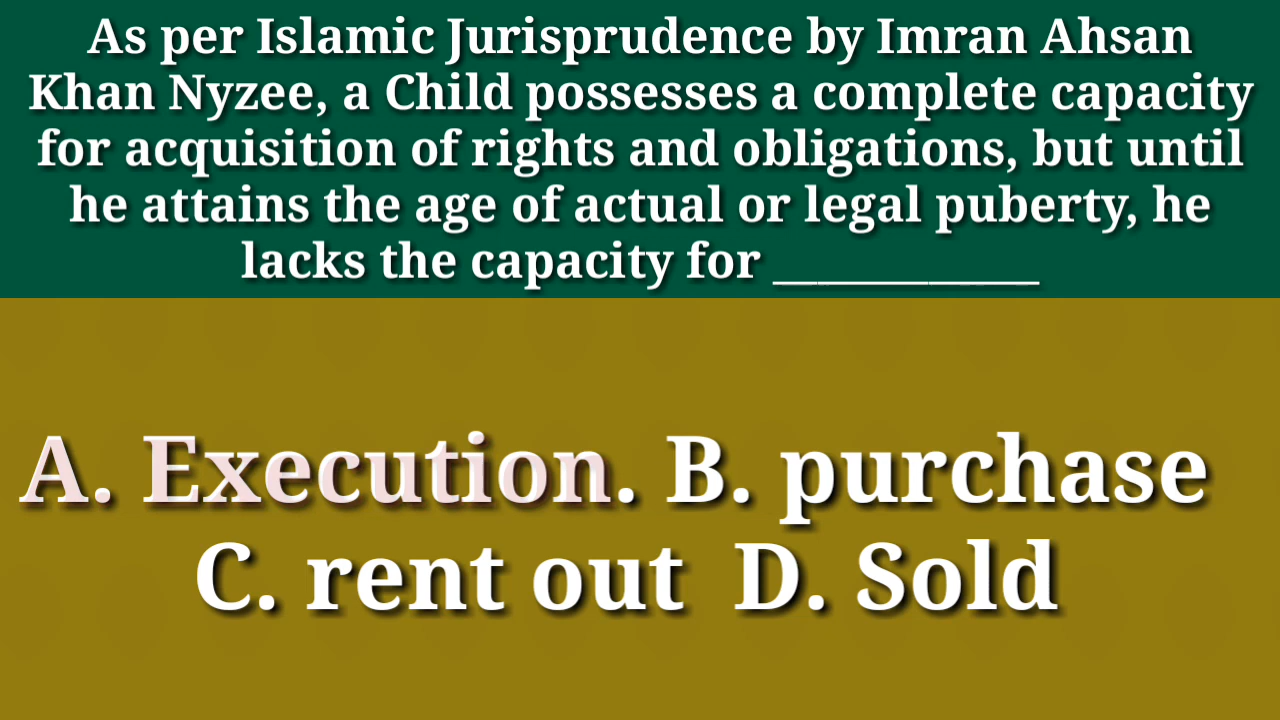 As per Islamic Jurisprudence by Imran Ahsan
Khan Nyzee, a Child possesses a complete capacity
for acquisition of rights and obligations, but until
he attains the age of actual or legal puberty, he
lacks the capacity for ____________
A. Execution. B. purchase
C. rent out D. Sold